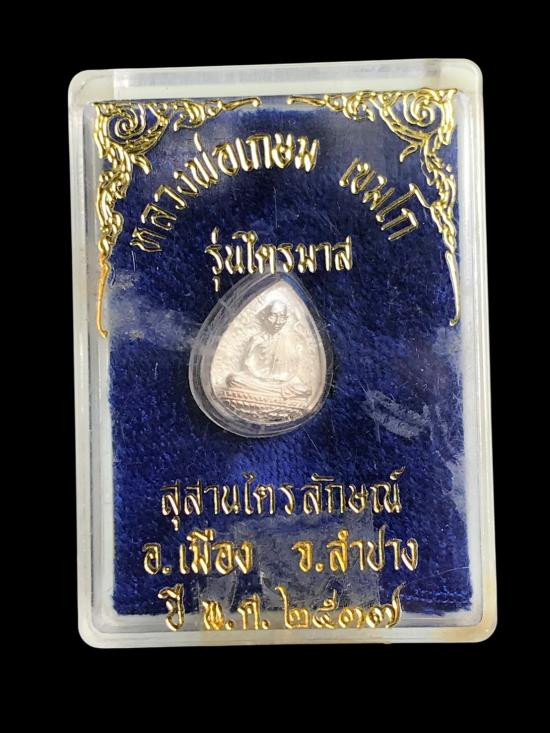 หลวงพ่อเกษม เขมโก
รุ่นไตรมาส
สุสานไตรลักษณ์
อ.เมือง จ.ลำปาง
ปี พ.ศ.๒๕๓๗